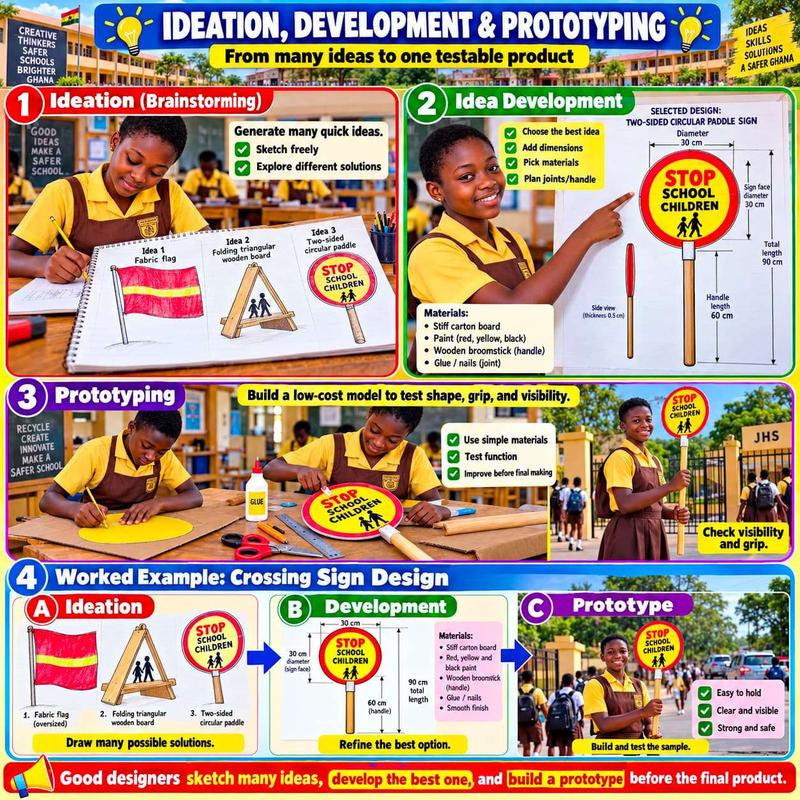 CREATIVE
THINKERS
SAFER
SCHOOLS
BRIGHTER
GHANA
IDEATION, DEVELOPMENT & PROTOTYPING
From many ideas to one testable product
IDEAS
SKILLS
SOLUTIONS
A SAFER GHANA
1 Ideation (Brainstorming)
GOOD
IDEAS
MAKE A
SAFER
SCHOOL
Generate many quick ideas.
Sketch freely
Explore different solutions
Idea 1
Fabric flag
Idea 2
Folding triangular
wooden board
Idea 3
Two-sided
circular paddle
STOP
SCHOOL
CHILDREN
2 Idea Development
Choose the best idea
Add dimensions
Pick materials
Plan joints/handle
SELECTED DESIGN:
TWO-SIDED CIRCULAR PADDLE SIGN
Diameter
30 cm
STOP
SCHOOL
CHILDREN
Sign face
diameter
30 cm
Total
length
90 cm
Handle
length
60 cm
Side view
(thickness 0.5 cm)
Materials:
• Stiff carton board
• Paint (red, yellow, black)
• Wooden broomstick (handle)
• Glue / nails (joint)
3 Prototyping
Build a low-cost model to test shape, grip, and visibility.
RECYCLE
CREATE
INNOVATE
MAKE A
SAFER SCHOOL
GLUE
STOP
SCHOOL
CHILDREN
Use simple materials
Test function
Improve before final making
STOP
SCHOOL
CHILDREN
JHS
Check visibility
and grip.
4 Worked Example: Crossing Sign Design
A Ideation
STOP
SCHOOL
CHILDREN
1. Fabric flag
(oversized)
2. Folding triangular
wooden board
3. Two-sided
circular paddle
Draw many possible solutions.
B Development
30 cm
30 cm
diameter
(sign face)
STOP
SCHOOL
CHILDREN
60 cm
(handle)
90 cm
total
length
Materials:
• Stiff carton board
• Red, yellow and
black paint
• Wooden broomstick
(handle)
• Glue / nails
• Smooth finish
Refine the best option.
C Prototype
STOP
SCHOOL
CHILDREN
Easy to hold
Clear and visible
Strong and safe
Build and test the sample.
Good designers sketch many ideas, develop the best one, and build a prototype before the final product.